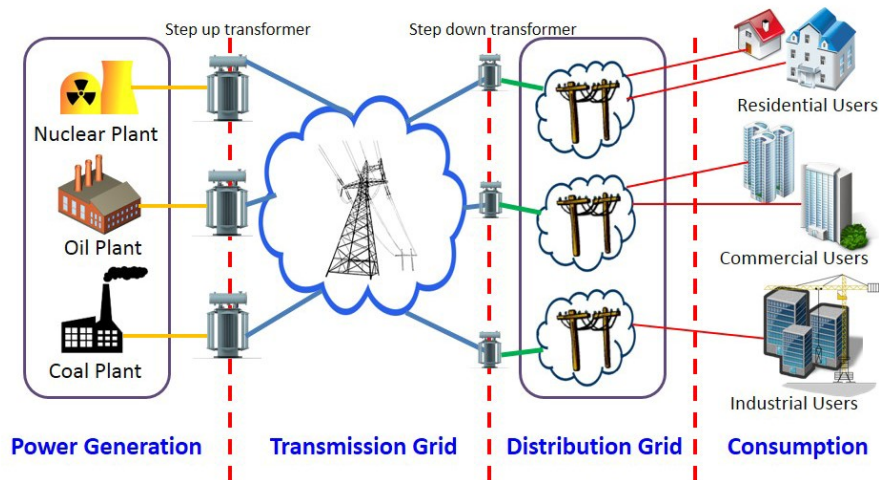 Step up transformer
Step down transformer
Nuclear Plant
Oil Plant
Coal Plant
Residential Users
Commercial Users
Industrial Users
Power Generation
Transmission Grid
Distribution Grid
Consumption